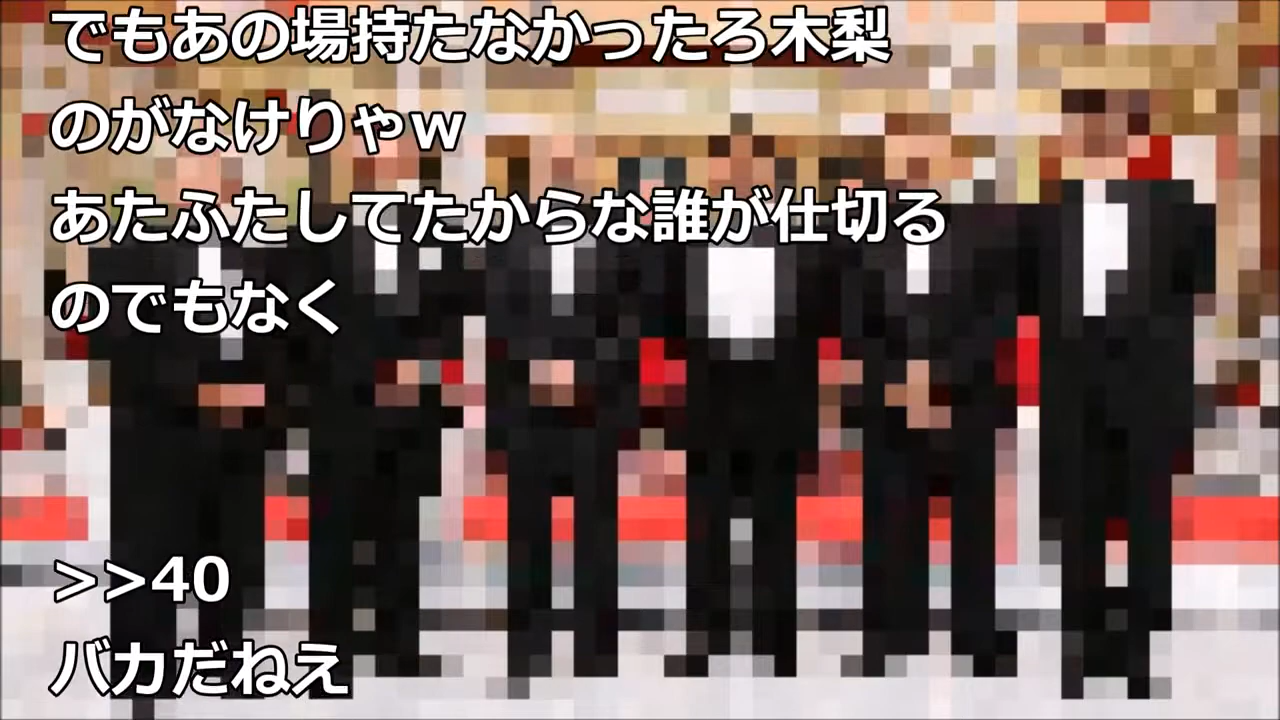 でもあの場持たなかったろ木梨
のがなけりゃｗ
あたふたしてたからな誰が仕切る
のでもなく
>>40
バカだねえ